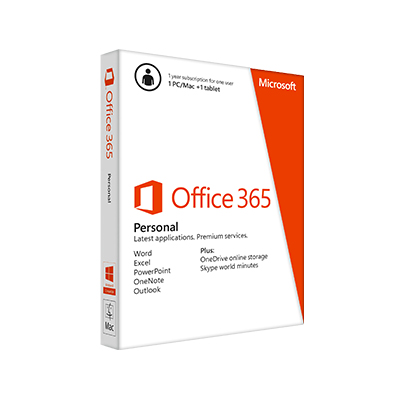 1 year subscription for one user
1 PC/Mac +1 tablet
Microsoft
Office 365
Personal
Office 365
Personal
Latest applications. Premium services.
Word
Excel
PowerPoint
OneNote
Outlook
Plus:
OneDrive online storage
Skype world minutes
Mac